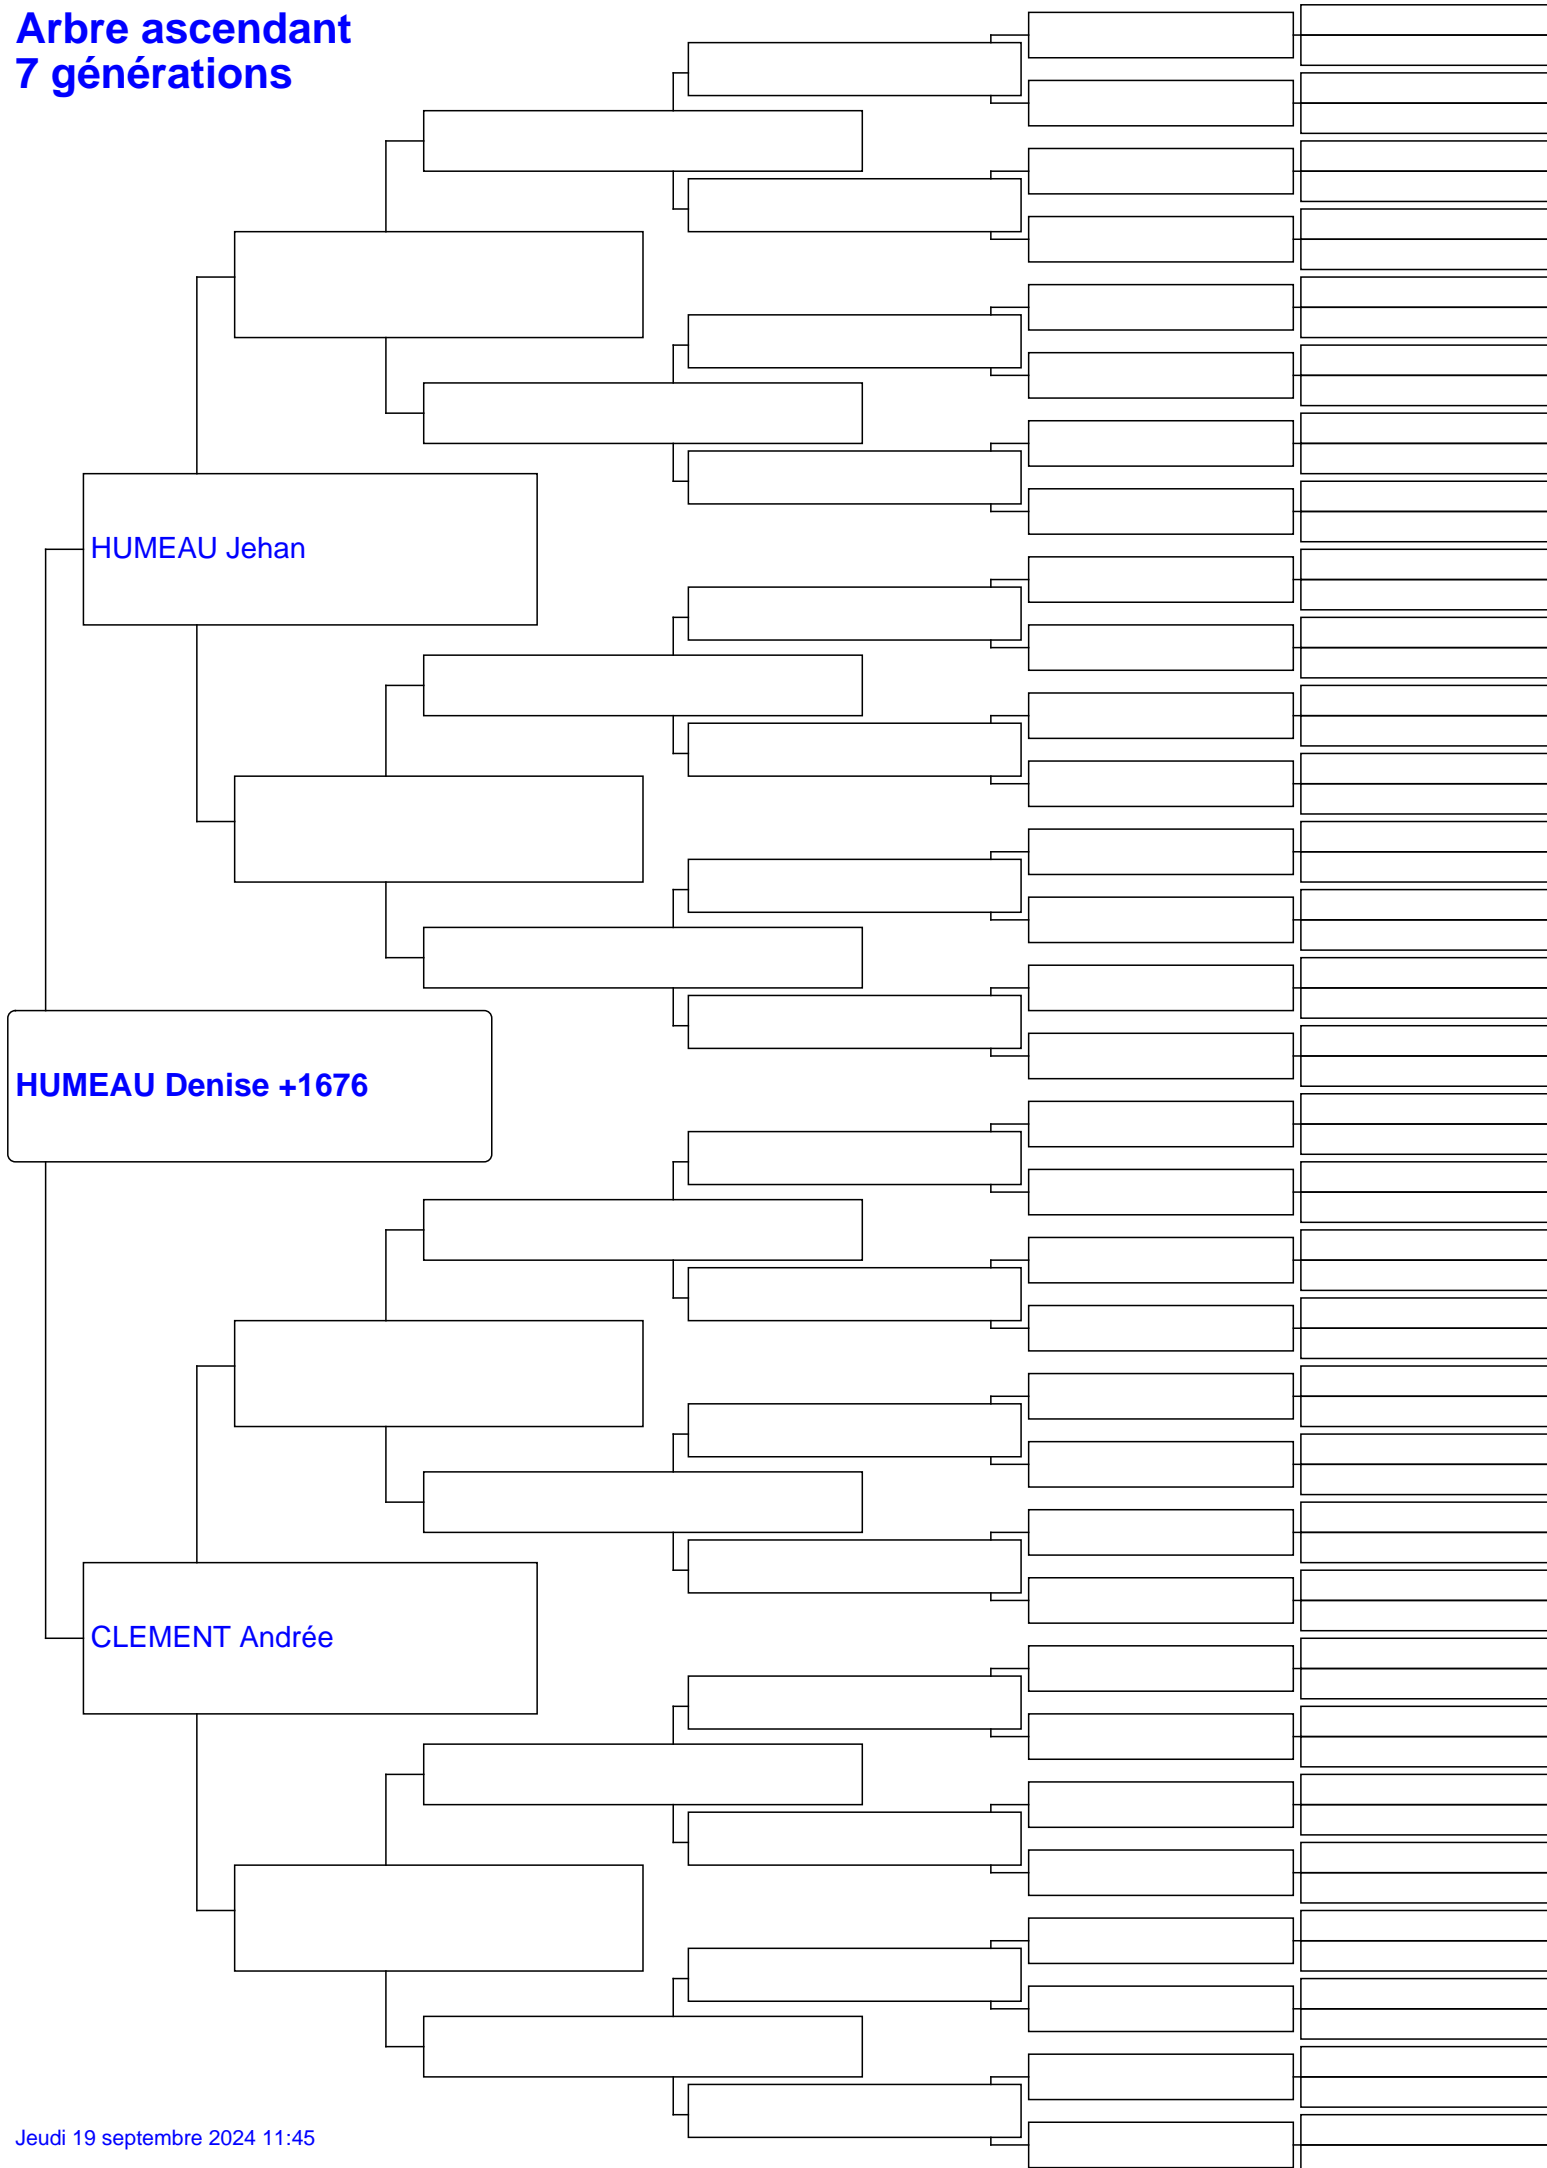 Arbre ascendant
7 générations
HUMEAU Jehan
HUMEAU Denise +1676
CLEMENT Andrée
Jeudi 19 septembre 2024 11:45